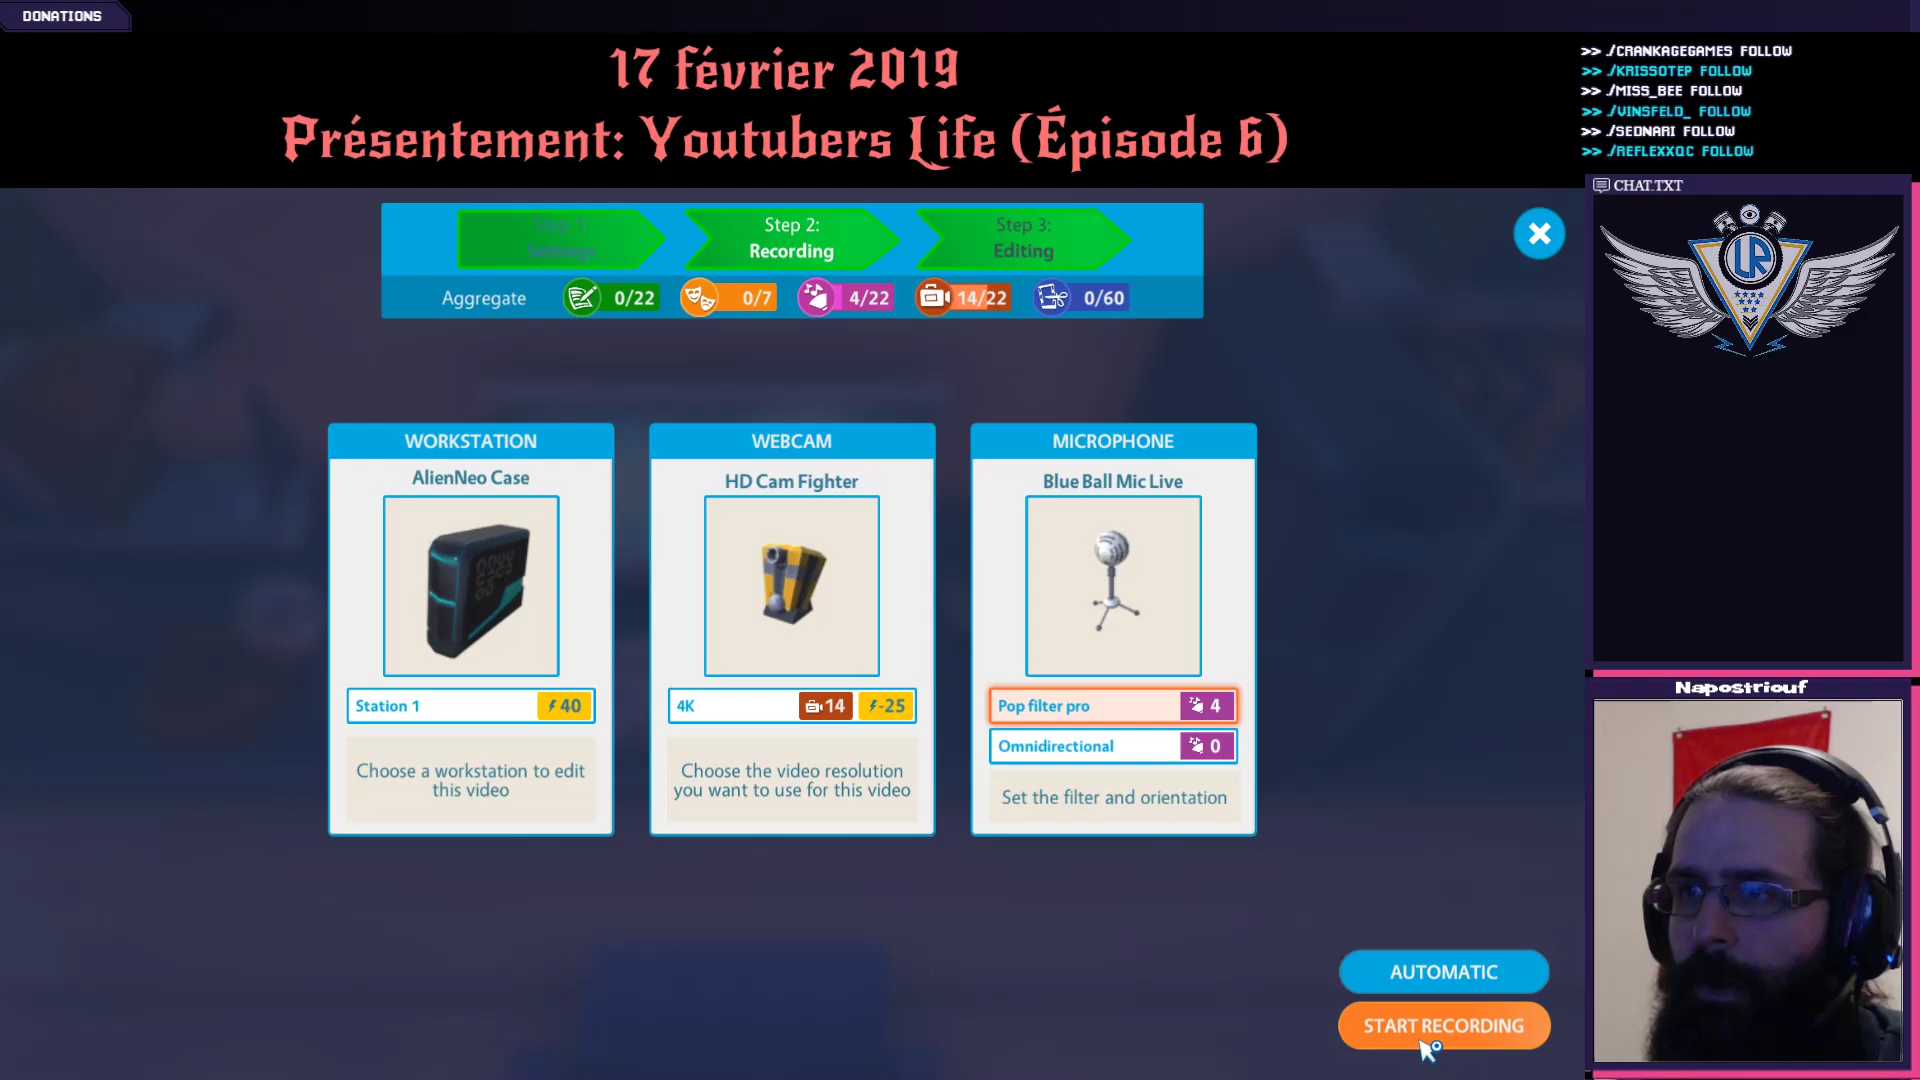 DONATIONS
17 février 2019
Présentement: Youtubers Life (Épisode 6)
>> ./CRANKAGEGAMES FOLLOW
>> ./KRISSOTEP FOLLOW
>> ./MISS_BEE FOLLOW
>> ./VINSFELD_ FOLLOW
>> ./SEDNARI FOLLOW
>> ./REFLEXXQC FOLLOW
CHAT.TXT
Step 1:
Settings
Step 2:
Recording
Step 3:
Editing
Aggregate 0/22 0/7 4/22 14/22 0/60
WORKSTATION
AlienNeo Case
Station 1 40
Choose a workstation to edit
this video
WEBCAM
HD Cam Fighter
4K 14 -25
Choose the video resolution
you want to use for this video
MICROPHONE
Blue Ball Mic Live
Pop filter pro 4
Omnidirectional 0
Set the filter and orientation
AUTOMATIC
START RECORDING
UR
Napostriouf